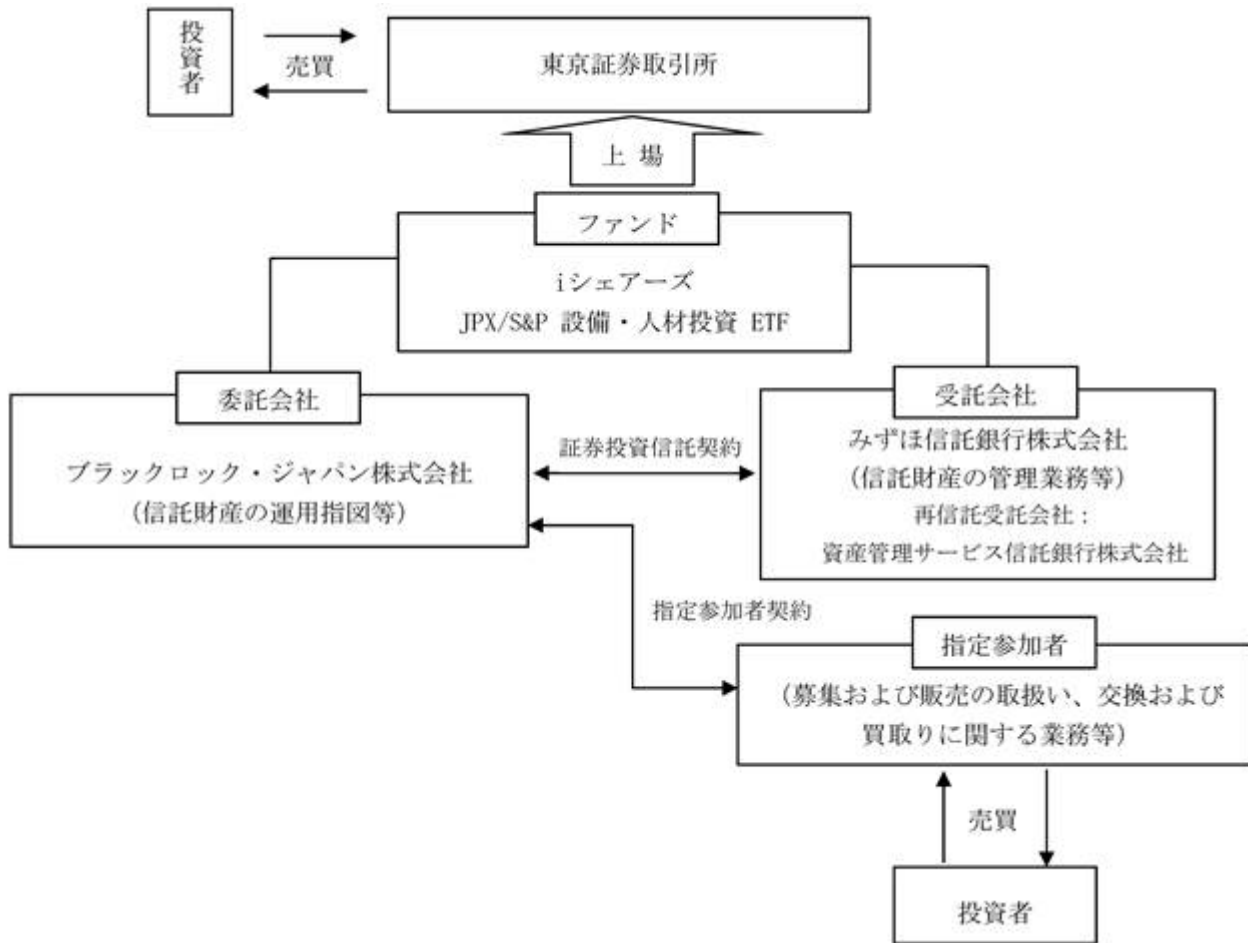 投資者
売買
東京証券取引所
上 場
ファンド
iシェアーズ
JPX/S&P 設備・人材投資 ETF
委託会社
ブラックロック・ジャパン株式会社
(信託財産の運用指図等)
証券投資信託契約
受託会社
みずほ信託銀行株式会社
(信託財産の管理業務等)
再信託受託会社:
資産管理サービス信託銀行株式会社
指定参加者契約
指定参加者
(募集および販売の取扱い、交換および
買取りに関する業務等)
売買
投資者